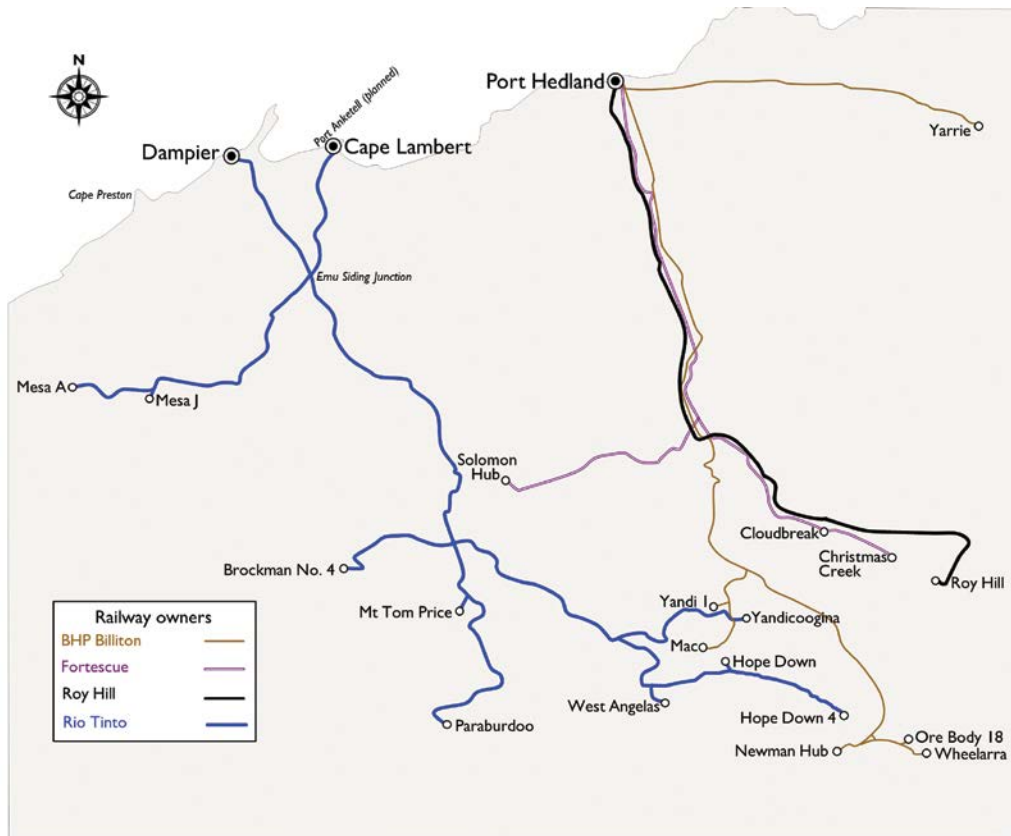 N
Port Hedland
Port Anketell (planned)
Dampier
Cape Lambert
Yarrie
Cape Preston
Emu Siding Junction
Mesa A
Mesa J
Solomon
Hub
Cloudbreak
Christmas
Creek
Roy Hill
Brockman No. 4
Mt Tom Price
Yandi 1
Yandicoogina
Mac
Hope Down
West Angelas
Hope Down 4
Paraburdoo
Newman Hub
Ore Body 18
Wheelarra
Railway owners
BHP Billiton
Fortescue
Roy Hill
Rio Tinto